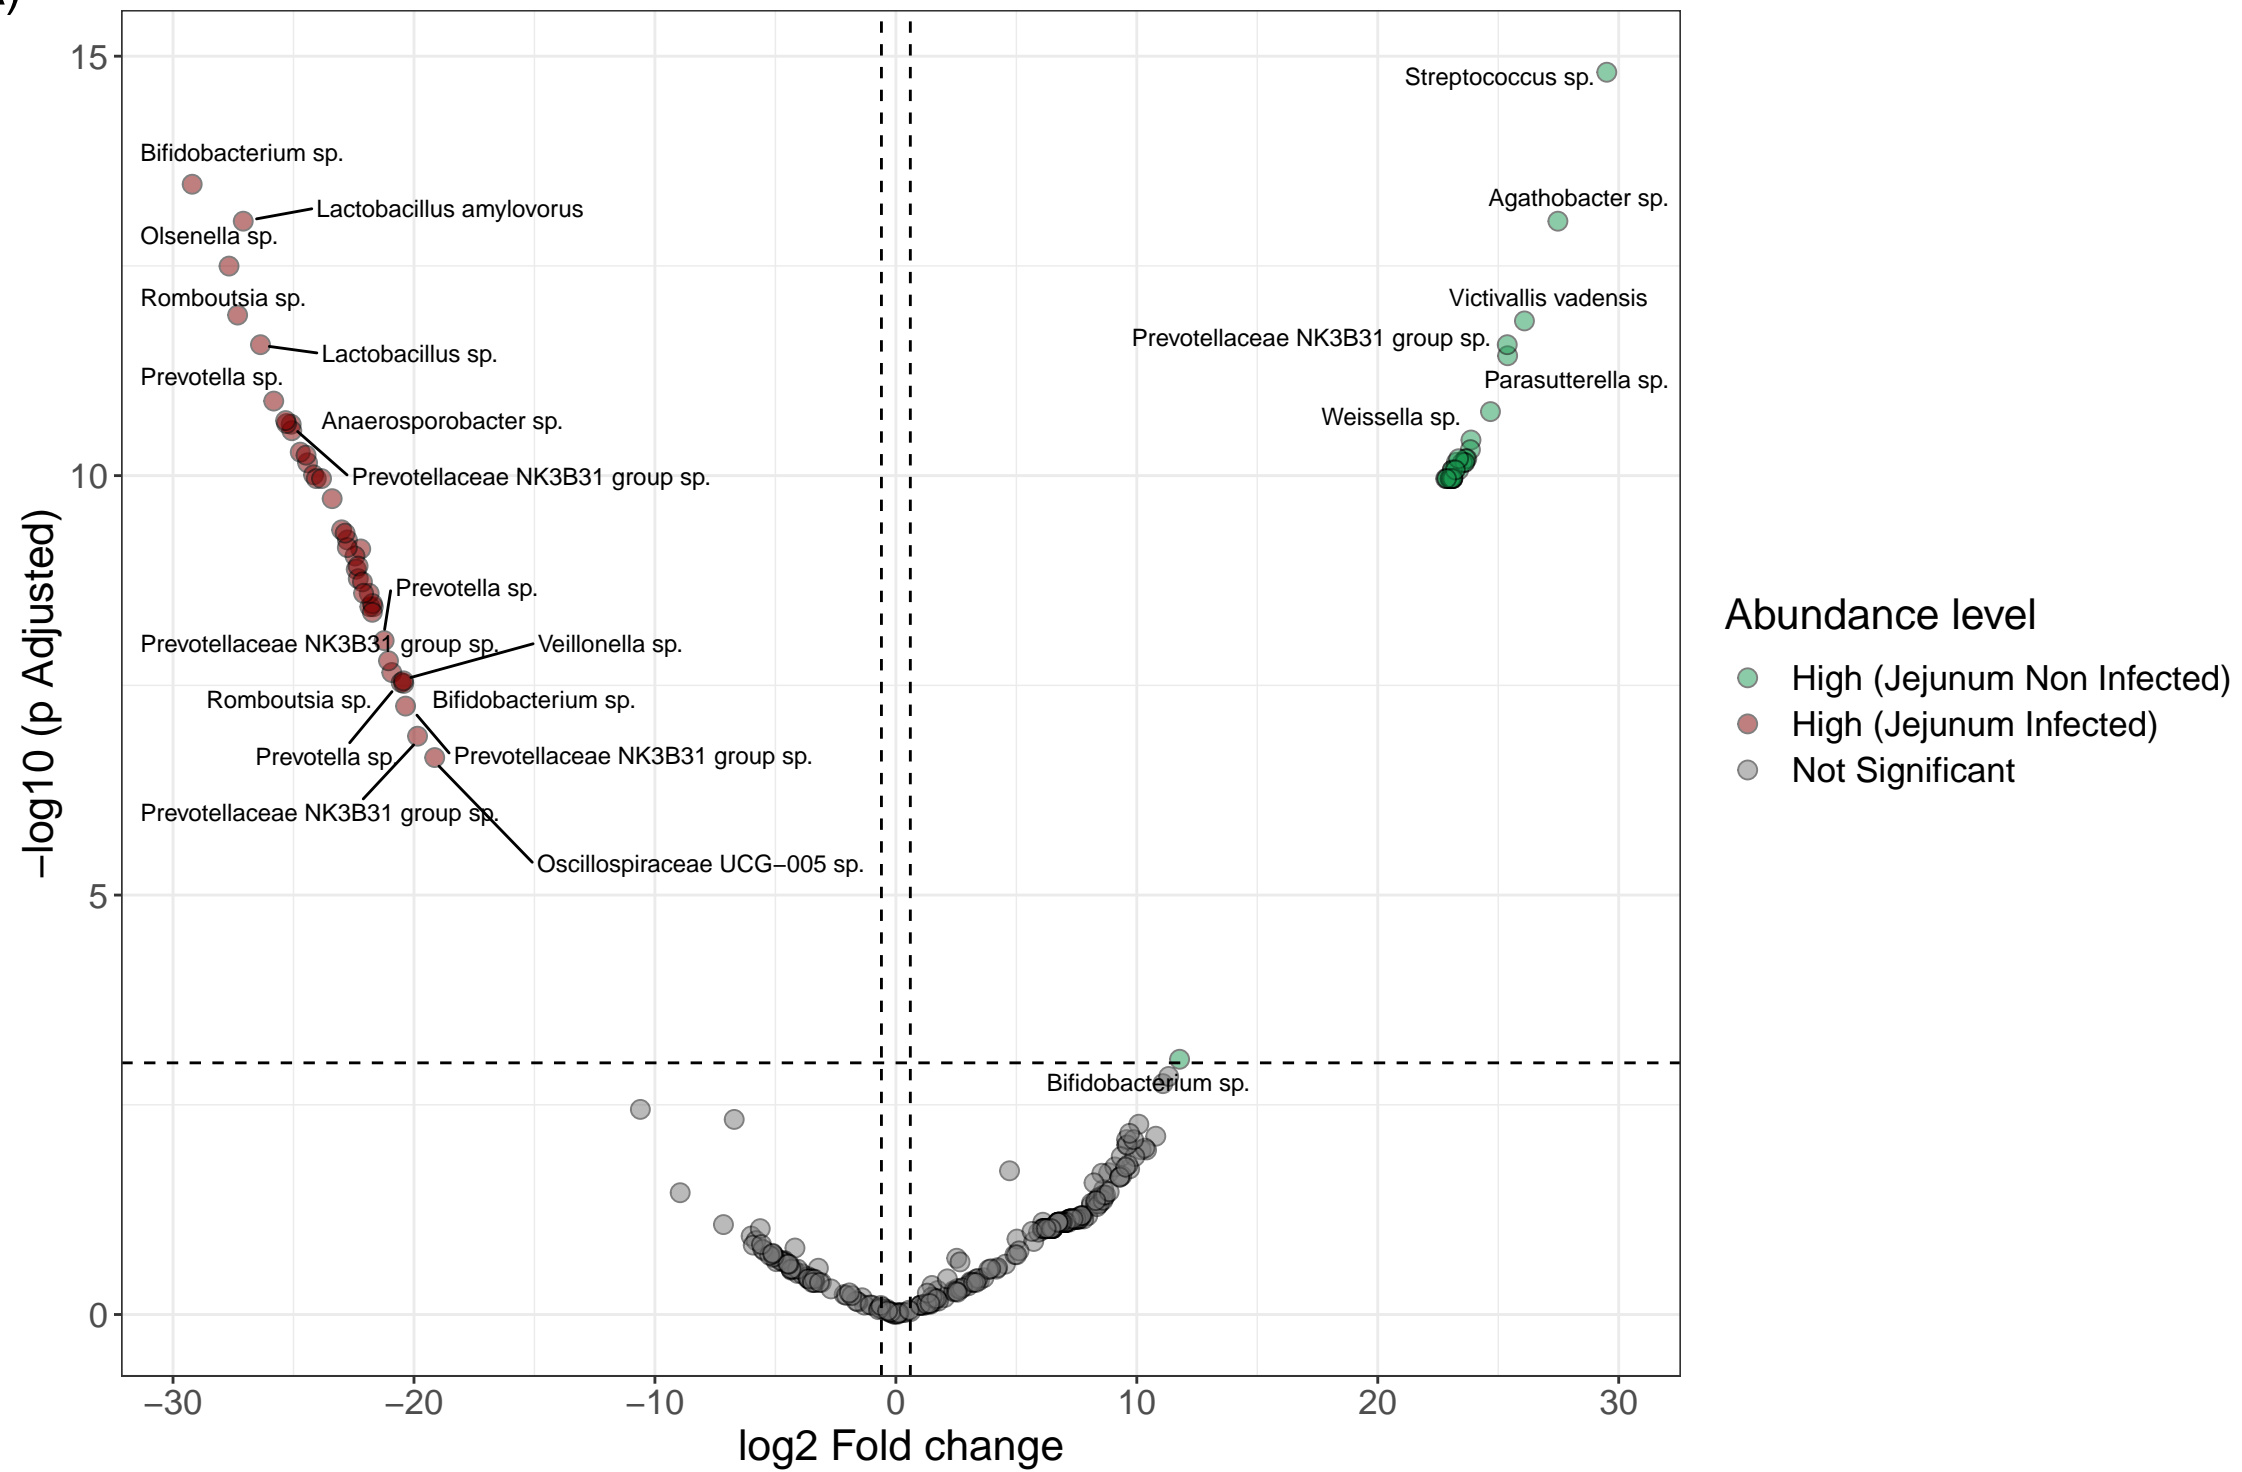 15
Streptococcus sp.
Bifidobacterium sp.
Agathobacter sp.
Lactobacillus amylovorus
Olsenella sp.
Romboutsia sp.
Victivallis vadensis
Prevotellaceae NK3B31 group sp.
Lactobacillus sp.
Prevotella sp.
Parasutterella sp.
Anaerosporobacter sp.
Weissella sp.
10
Prevotellaceae NK3B31 group sp.
Prevotella sp.
Prevotellaceae NK3B31 group sp.
Veillonella sp.
Romboutsia sp.
Bifidobacterium sp.
Prevotella sp.
Prevotellaceae NK3B31 group sp.
Prevotellaceae NK3B31 group sp.
Oscillospiraceae UCG−005 sp.
5
Bifidobacterium sp.
0
−30 −20 −10 0 10 20 30
log2 Fold change
−log10 (p Adjusted)
Abundance level
High (Jejunum Non Infected)
High (Jejunum Infected)
Not Significant